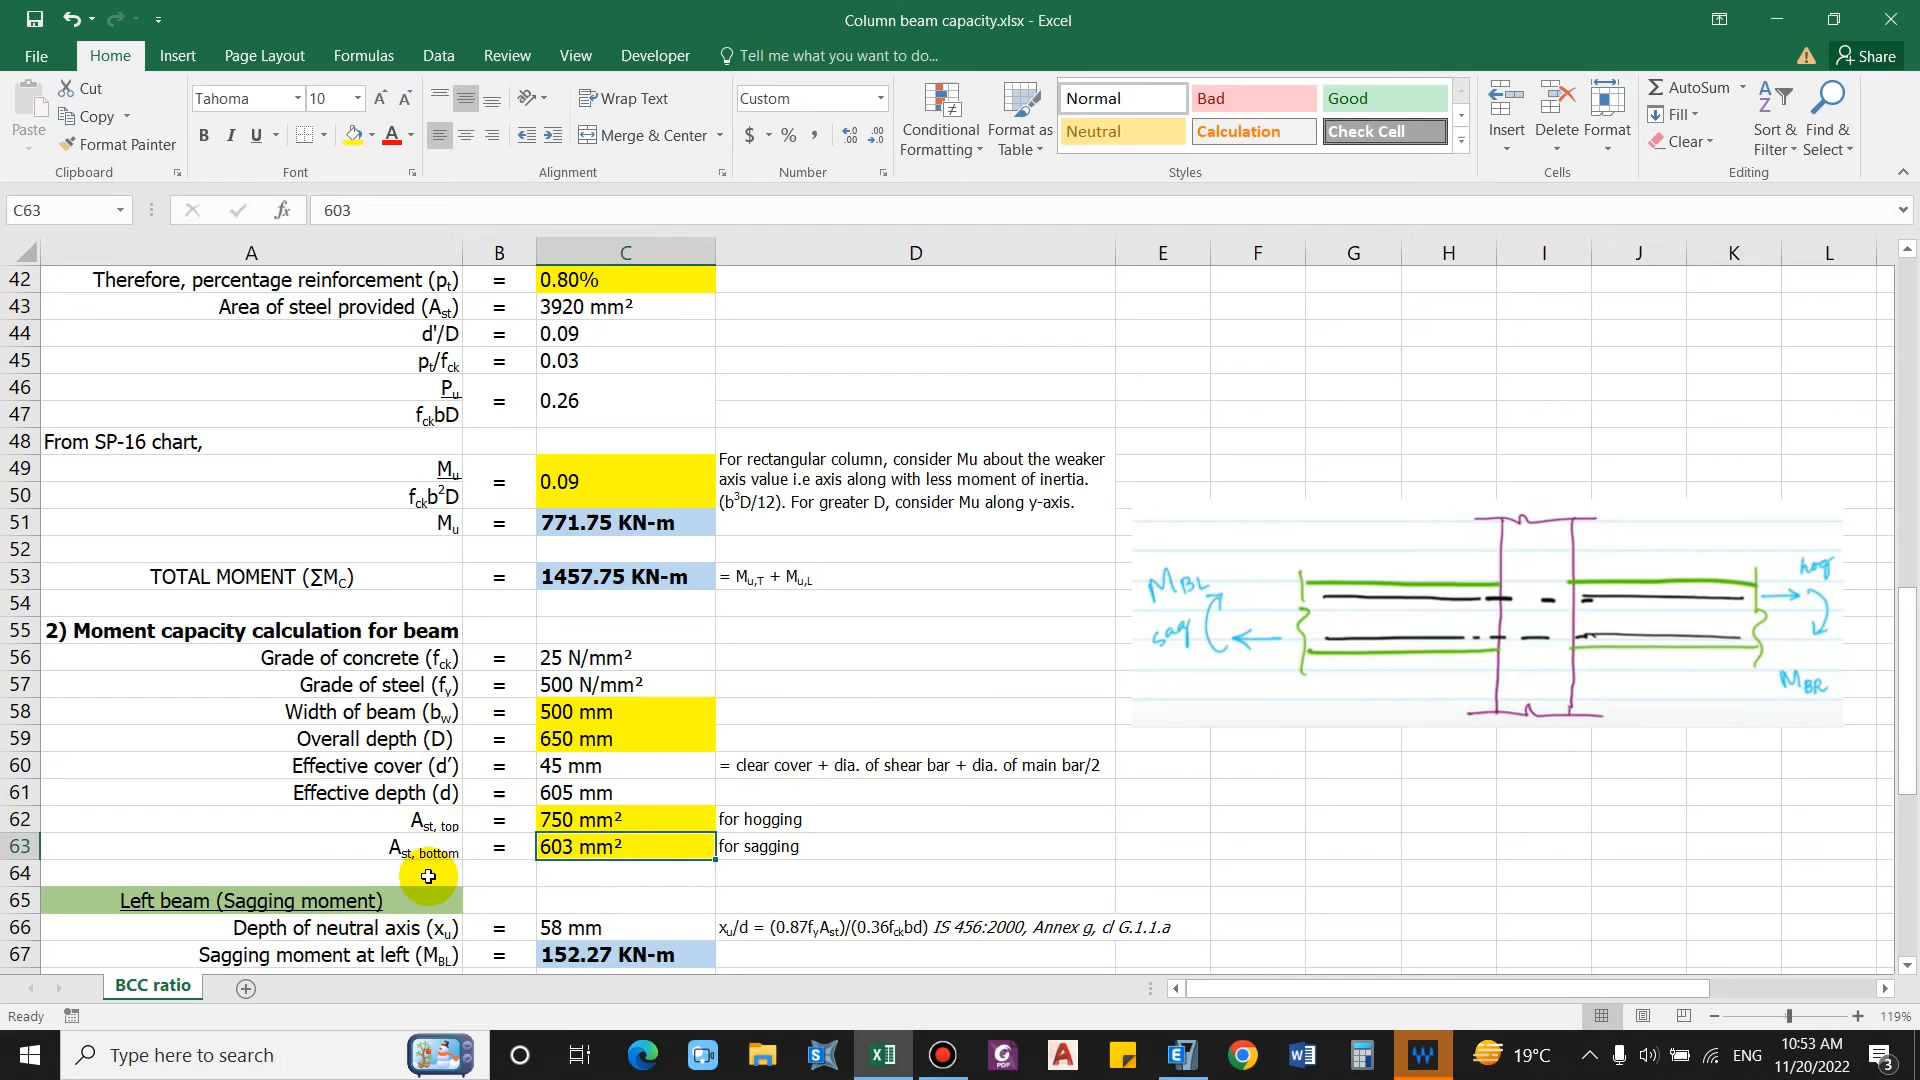 Column beam capacity.xlsx - Excel
File Home Insert Page Layout Formulas Data Review View Developer Tell me what you want to do... Share
Paste Cut Copy Format Painter
Tahoma 10
B I U A
Wrap Text
Merge & Center
Custom
$ % ,
Conditional Formatting
Format as Table
Normal Bad Good
Neutral Calculation Check Cell
Insert Delete Format
AutoSum Fill Clear
Sort & Filter
Find & Select
Clipboard Font Alignment Number Styles Cells Editing
C63 fx 603
A B C D E F G H I J K L
42 Therefore, percentage reinforcement (pt) = 0.80%
43 Area of steel provided (Ast) = 3920 mm²
44 d'/D = 0.09
45 pt/fck = 0.03
46 Pu
= 0.26
47 fckbD
48 From SP-16 chart,
49 Mu
= 0.09
50 fckb²D
For rectangular column, consider Mu about the weaker
axis value i.e axis along with less moment of inertia.
(b³D/12). For greater D, consider Mu along y-axis.
51 Mu = 771.75 KN-m
52
53 TOTAL MOMENT (∑MC) = 1457.75 KN-m = Mu,T + Mu,L
54
55 2) Moment capacity calculation for beam
56 Grade of concrete (fck) = 25 N/mm²
57 Grade of steel (fy) = 500 N/mm²
58 Width of beam (bw) = 500 mm
59 Overall depth (D) = 650 mm
60 Effective cover (d′) = 45 mm = clear cover + dia. of shear bar + dia. of main bar/2
61 Effective depth (d) = 605 mm
62 Ast, top = 750 mm² for hogging
63 Ast, bottom = 603 mm² for sagging
64
65 Left beam (Sagging moment)
66 Depth of neutral axis (xu) = 58 mm xu/d = (0.87fyAst)/(0.36fckbd) IS 456:2000, Annex g, cl G.1.1.a
67 Sagging moment at left (MBL) = 152.27 KN-m
MBL
sag
hog
MBR
BCC ratio
Ready 119%
Type here to search
19°C ENG 10:53 AM
11/20/2022
3